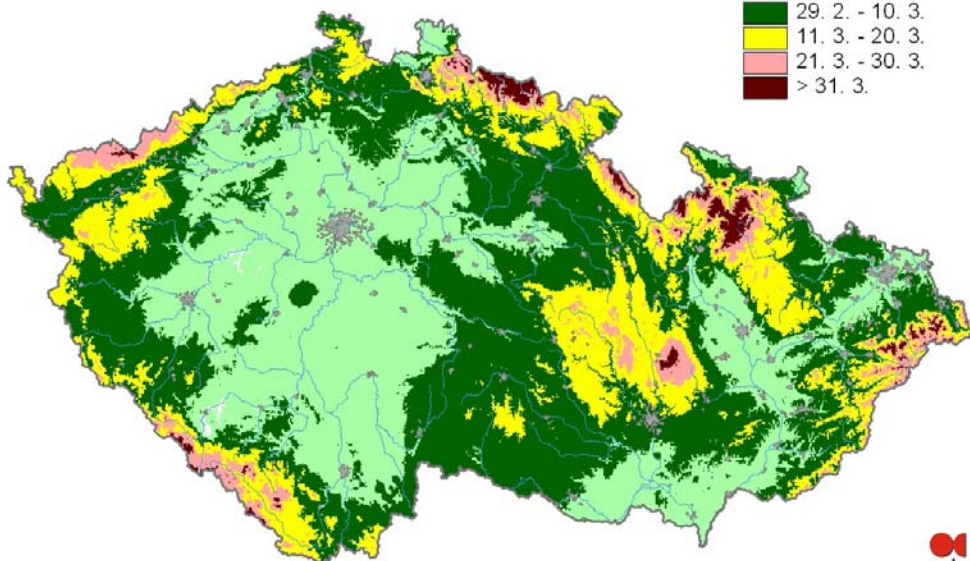 29. 2. - 10. 3.
11. 3. - 20. 3.
21. 3. - 30. 3.
> 31. 3.